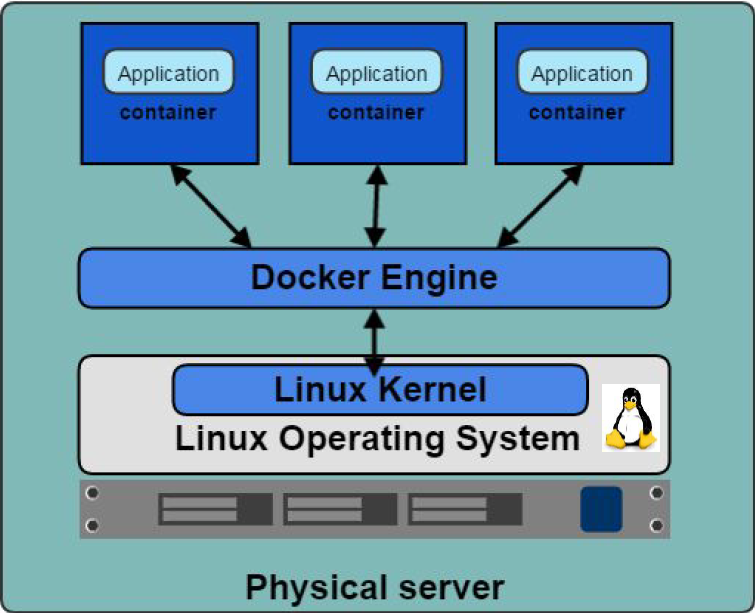 Application Application Application
container container container
Docker Engine
Linux Kernel
Linux Operating System
Physical server